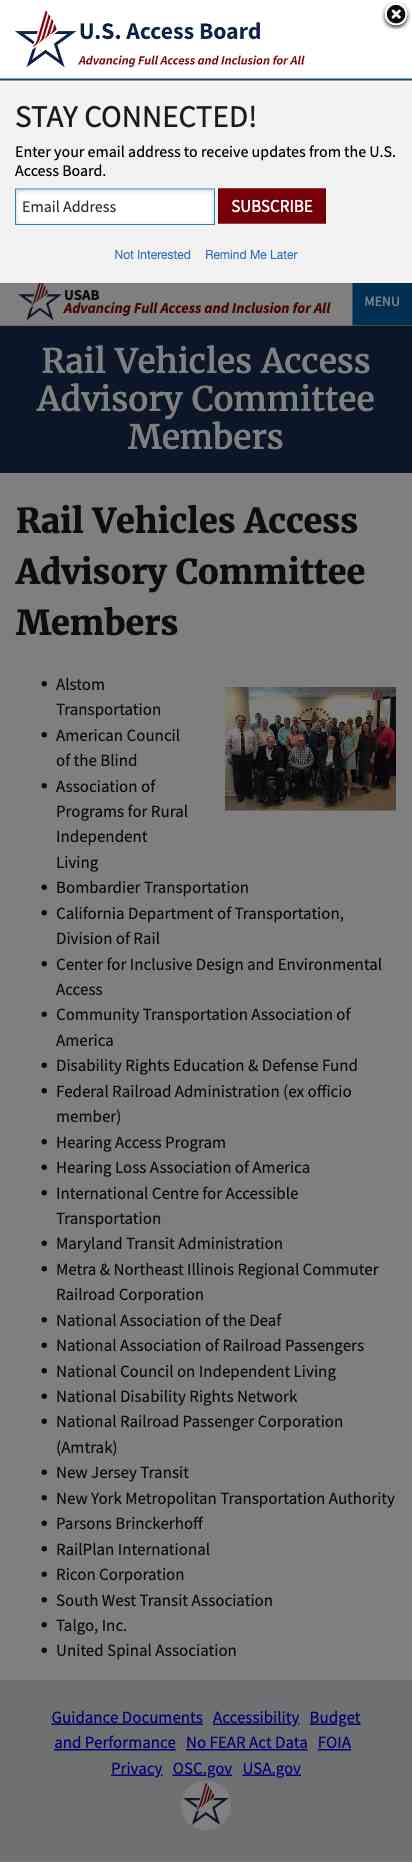 U.S. Access Board
Advancing Full Access and Inclusion for All
STAY CONNECTED!
Enter your email address to receive updates from the U.S.
Access Board.
Email Address
SUBSCRIBE
Not Interested Remind Me Later
USAB
Advancing Full Access and Inclusion for All
MENU
Rail Vehicles Access
Advisory Committee
Members
Rail Vehicles Access
Advisory Committee
Members
• Alstom
Transportation
• American Council
of the Blind
• Association of
Programs for Rural
Independent
Living
• Bombardier Transportation
• California Department of Transportation,
Division of Rail
• Center for Inclusive Design and Environmental
Access
• Community Transportation Association of
America
• Disability Rights Education & Defense Fund
• Federal Railroad Administration (ex officio
member)
• Hearing Access Program
• Hearing Loss Association of America
• International Centre for Accessible
Transportation
• Maryland Transit Administration
• Metra & Northeast Illinois Regional Commuter
Railroad Corporation
• National Association of the Deaf
• National Association of Railroad Passengers
• National Council on Independent Living
• National Disability Rights Network
• National Railroad Passenger Corporation
(Amtrak)
• New Jersey Transit
• New York Metropolitan Transportation Authority
• Parsons Brinckerhoff
• RailPlan International
• Ricon Corporation
• South West Transit Association
• Talgo, Inc.
• United Spinal Association
Guidance Documents Accessibility Budget
and Performance No FEAR Act Data FOIA
Privacy OSC.gov USA.gov